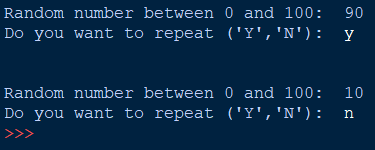 Random number between 0 and 100:  90
Do you want to repeat ('Y','N'):  y
Random number between 0 and 100:  10
Do you want to repeat ('Y','N'):  n
>>>